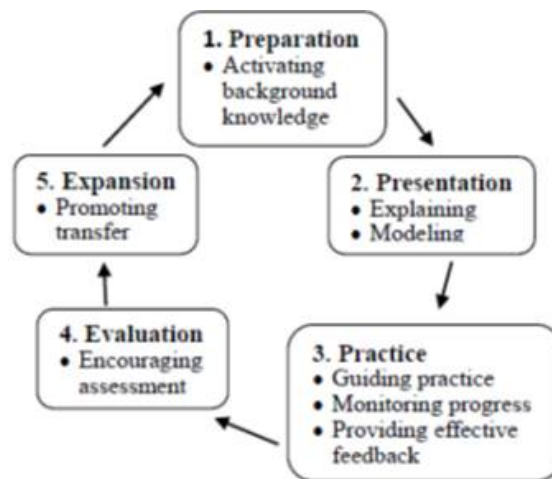 1. Preparation
• Activating
background
knowledge
2. Presentation
• Explaining
• Modeling
3. Practice
• Guiding practice
• Monitoring progress
• Providing effective
feedback
4. Evaluation
• Encouraging
assessment
5. Expansion
• Promoting
transfer